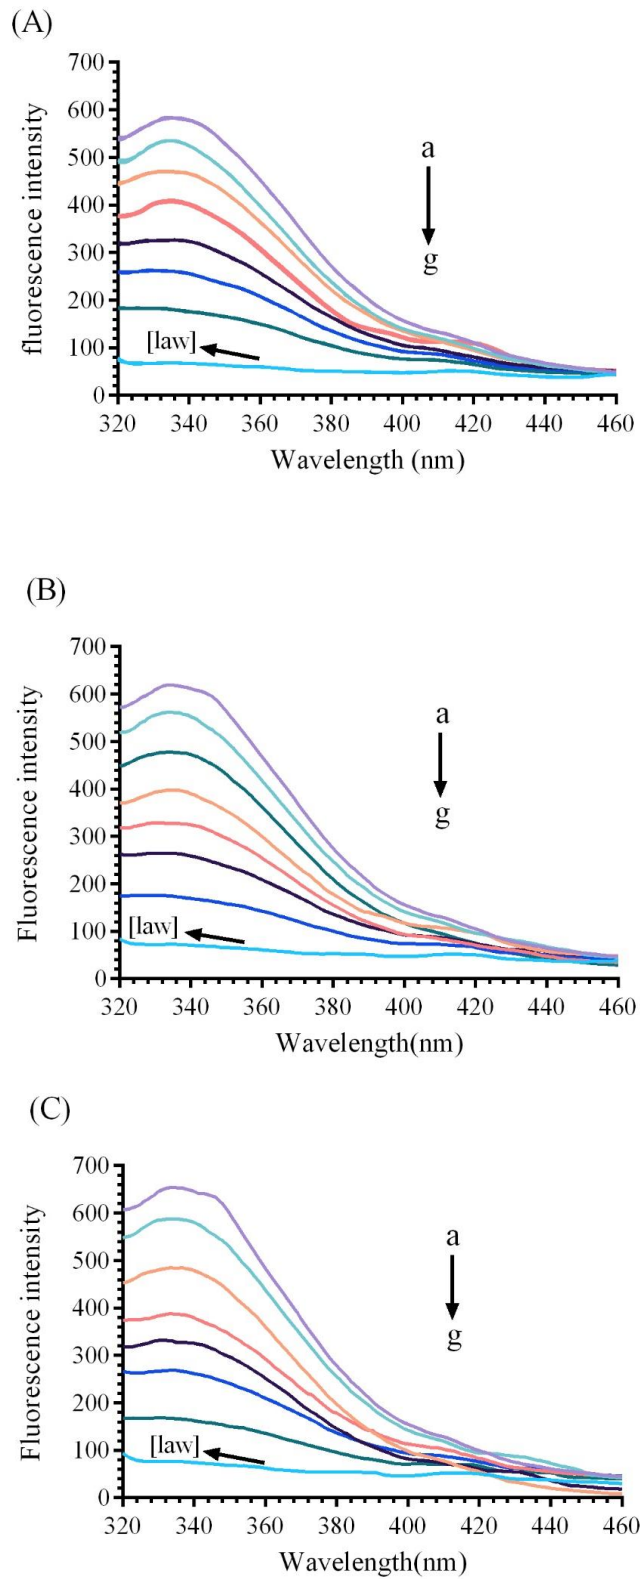 (A)
700
600
500
400
300
200
100
0
fluorescence intensity
a
g
[law]
320 340 360 380 400 420 440 460
Wavelength (nm)
(B)
700
600
500
400
300
200
100
0
Fluorescence intensity
a
g
[law]
320 340 360 380 400 420 440 460
Wavelength(nm)
(C)
700
600
500
400
300
200
100
0
Fluorescence intensity
a
g
[law]
320 340 360 380 400 420 440 460
Wavelength(nm)